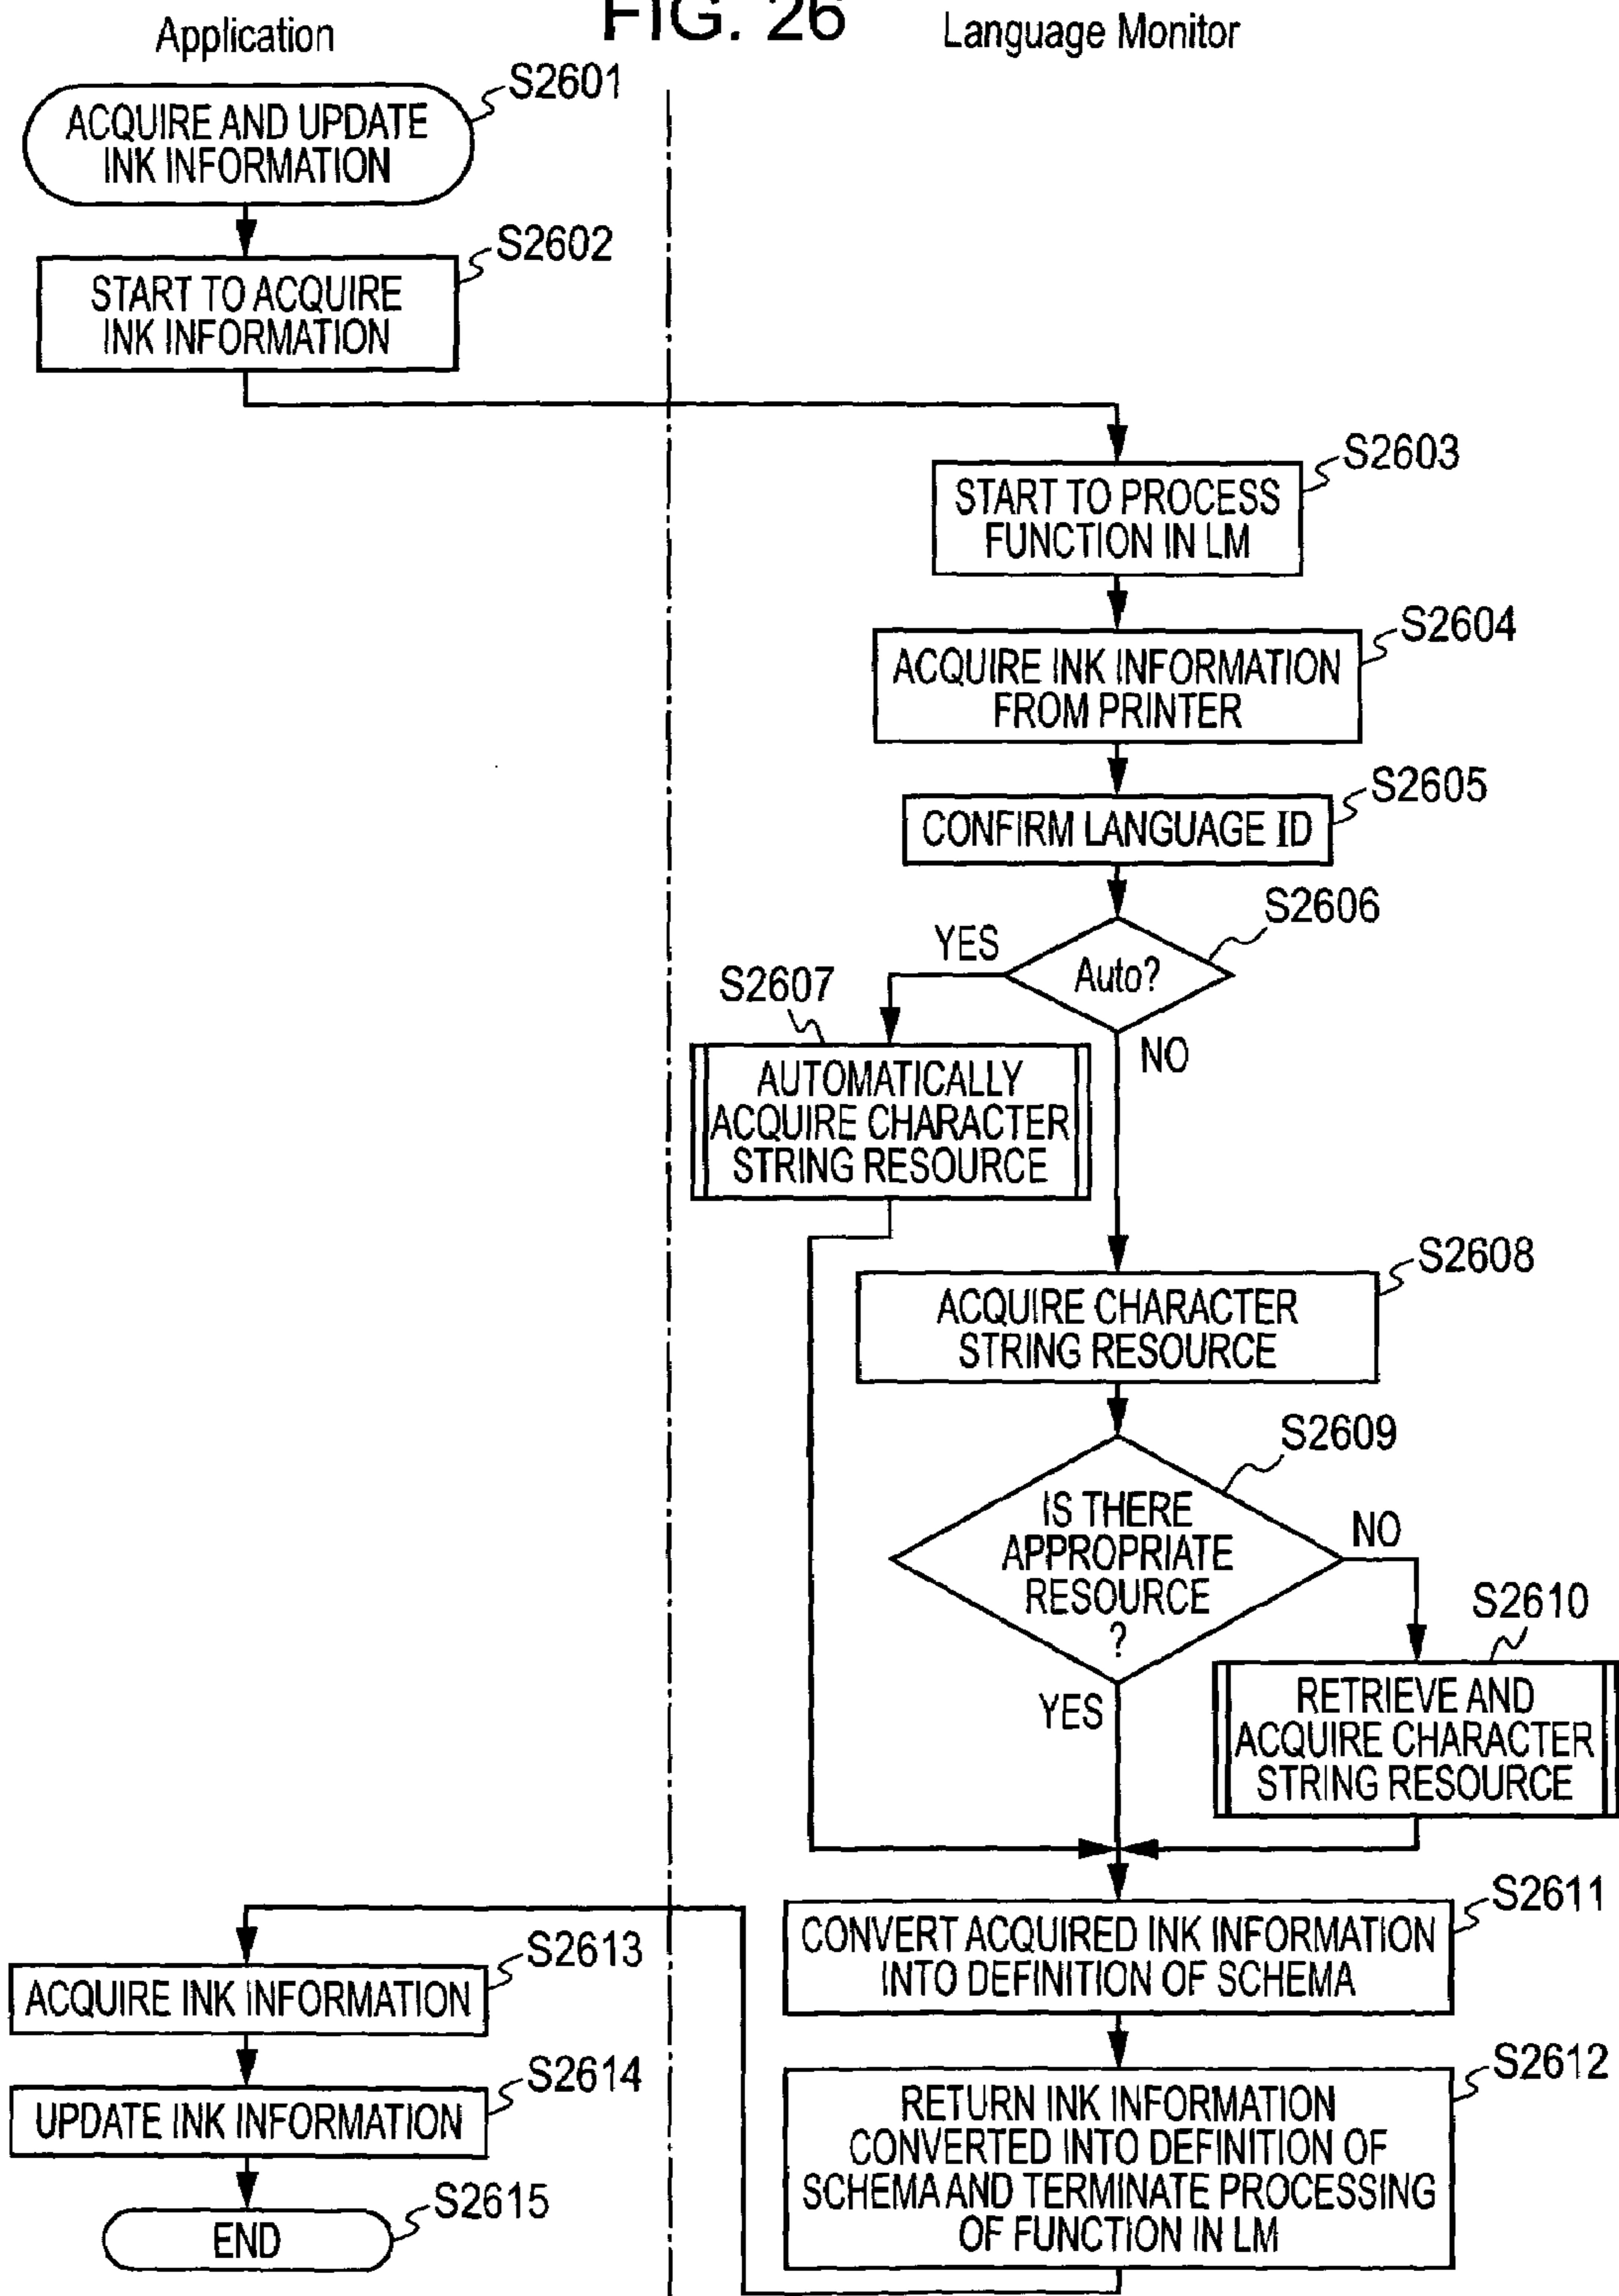 FIG. 26
Application
Language Monitor
S2601
ACQUIRE AND UPDATE
INK INFORMATION
S2602
START TO ACQUIRE
INK INFORMATION
S2603
START TO PROCESS
FUNCTION IN LM
S2604
ACQUIRE INK INFORMATION
FROM PRINTER
S2605
CONFIRM LANGUAGE ID
S2606
Auto?
YES
NO
S2607
AUTOMATICALLY
ACQUIRE CHARACTER
STRING RESOURCE
S2608
ACQUIRE CHARACTER
STRING RESOURCE
S2609
IS THERE
APPROPRIATE
RESOURCE
?
NO
YES
S2610
RETRIEVE AND
ACQUIRE CHARACTER
STRING RESOURCE
S2611
CONVERT ACQUIRED INK INFORMATION
INTO DEFINITION OF SCHEMA
S2612
RETURN INK INFORMATION
CONVERTED INTO DEFINITION OF
SCHEMA AND TERMINATE PROCESSING
OF FUNCTION IN LM
S2613
ACQUIRE INK INFORMATION
S2614
UPDATE INK INFORMATION
S2615
END